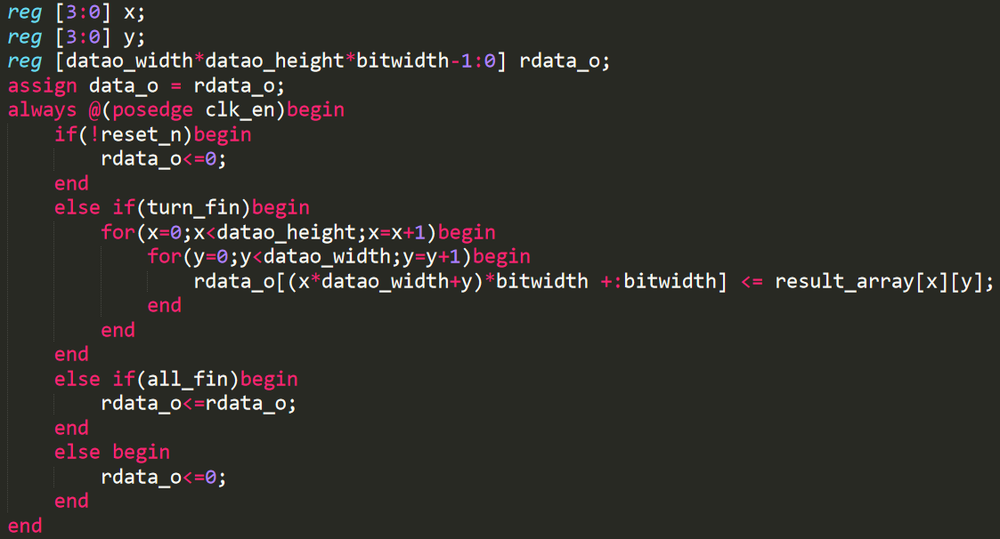 reg [3:0] x;
reg [3:0] y;
reg [datao_width*datao_height*bitwidth-1:0] rdata_o;
assign data_o = rdata_o;
always @(posedge clk_en)begin
    if(!reset_n)begin
        rdata_o<=0;
    end
    else if(turn_fin)begin
        for(x=0;x<datao_height;x=x+1)begin
            for(y=0;y<datao_width;y=y+1)begin
                rdata_o[(x*datao_width+y)*bitwidth +:bitwidth] <= result_array[x][y];
            end
        end
    end
    else if(all_fin)begin
        rdata_o<=rdata_o;
    end
    else begin
        rdata_o<=0;
    end
end